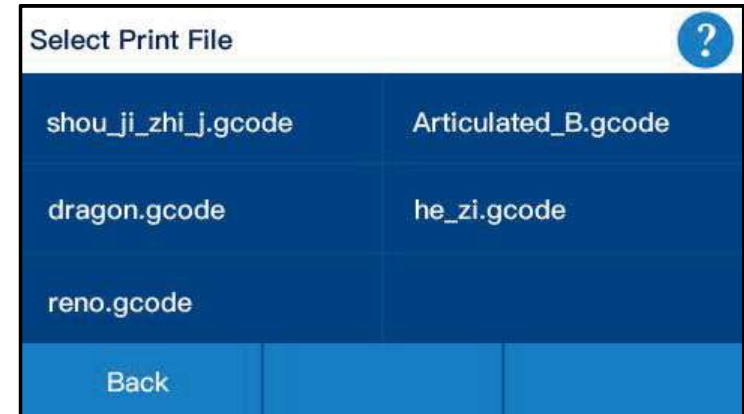 Select Print File
?
shou_ji_zhi_j.gcode
Articulated_B.gcode
dragon.gcode
he_zi.gcode
reno.gcode
Back